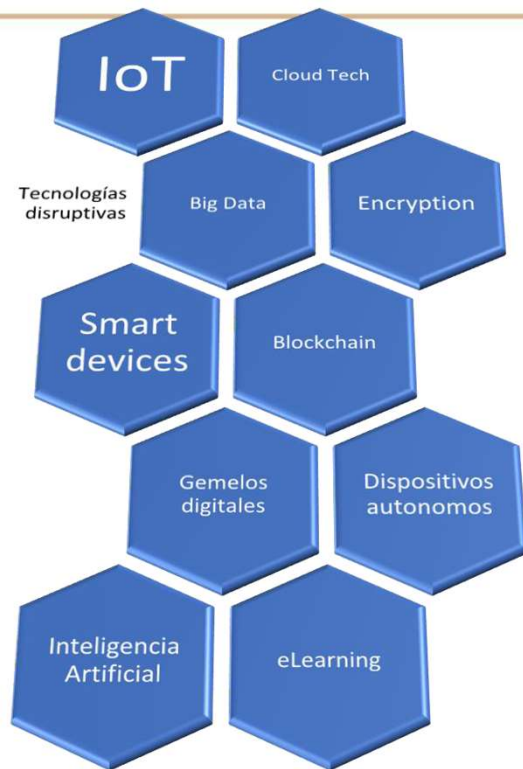 IoT
Cloud Tech
Tecnologías
disruptivas
Big Data
Encryption
Smart
devices
Blockchain
Gemelos
digitales
Dispositivos
autonomos
Inteligencia
Artificial
eLearning